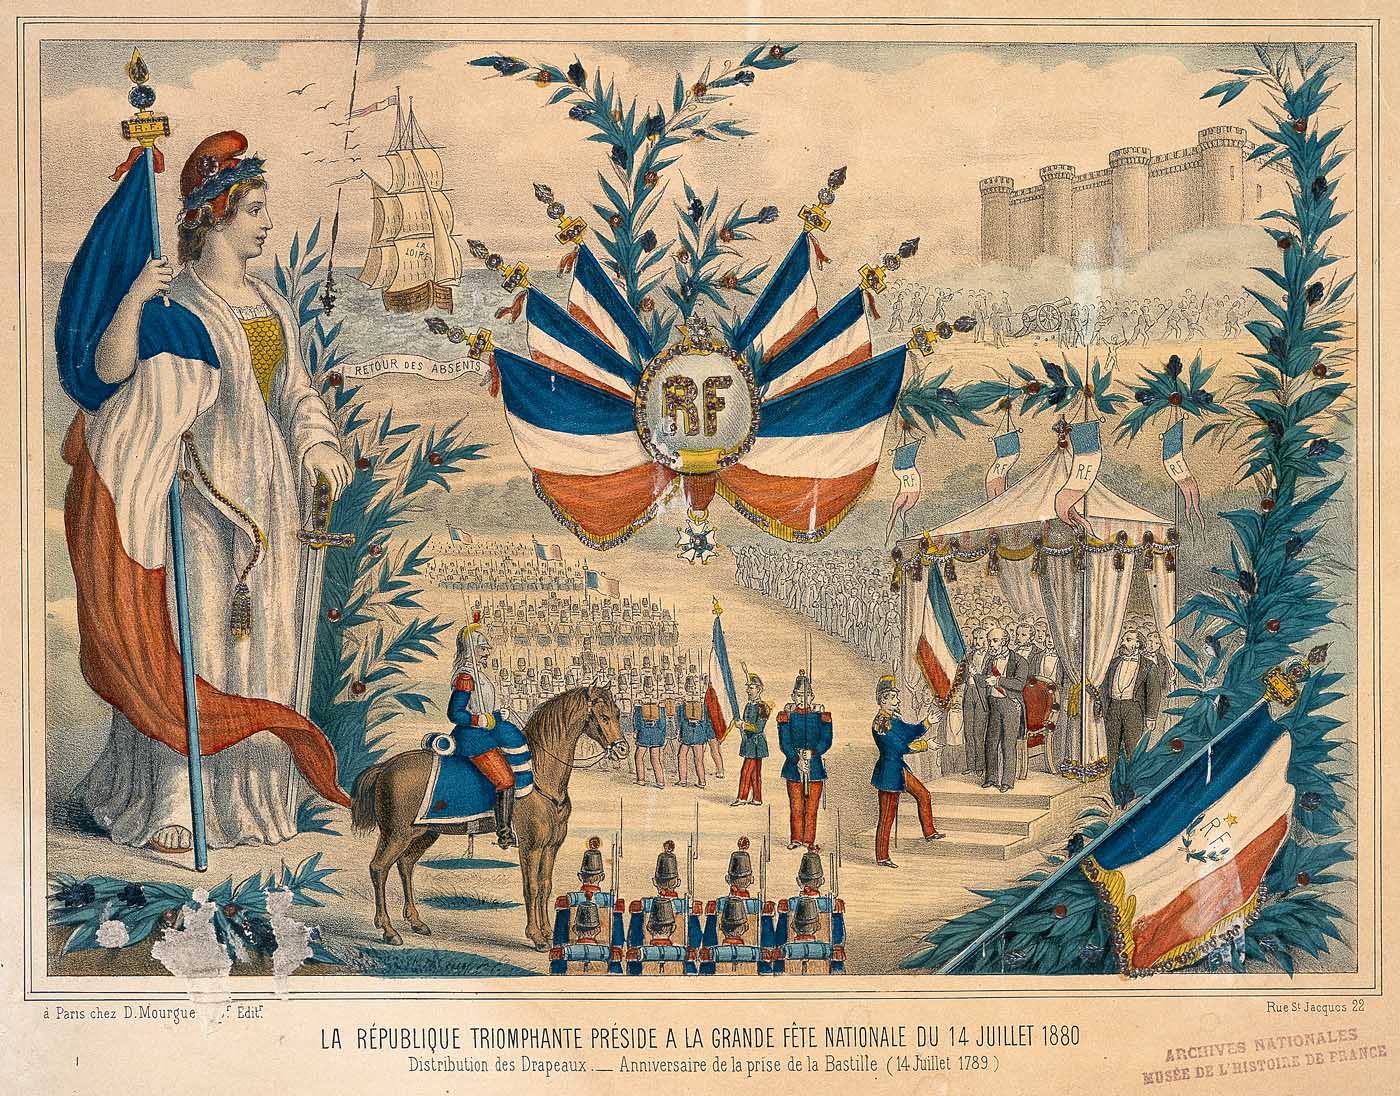 R.F.
LA
LOIRE
RETOUR DES ABSENTS
RF
R.F
R.F
R.F
R.F
R.F
à Paris chez D. Mourgue Edit.r
Rue St Jacques 22
LA RÉPUBLIQUE TRIOMPHANTE PRÉSIDE A LA GRANDE FÊTE NATIONALE DU 14 JUILLET 1880
Distribution des Drapeaux. — Anniversaire de la prise de la Bastille (14 Juillet 1789)
ARCHIVES NATIONALES
MUSÉE DE L'HISTOIRE DE FRANCE